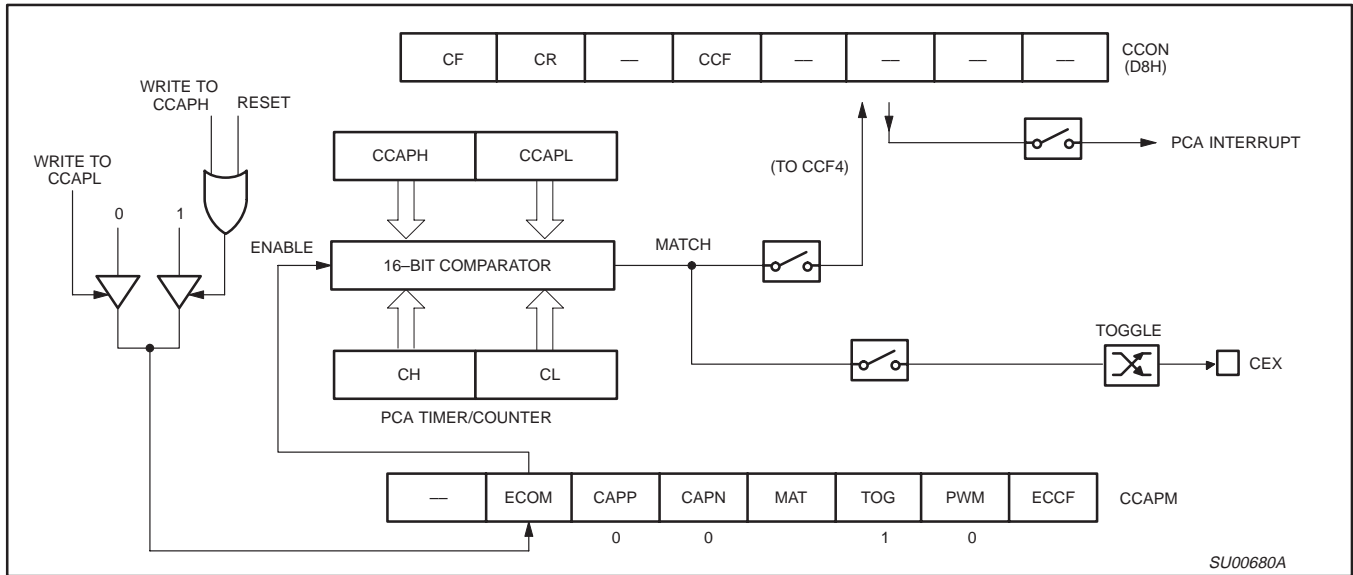 CF CR — CCF — — — — CCON
(D8H)
WRITE TO
CCAPH RESET
WRITE TO
CCAPL
0 1
CCAPH CCAPL
(TO CCF4)
PCA INTERRUPT
ENABLE
16–BIT COMPARATOR
MATCH
TOGGLE
CEX
CH CL
PCA TIMER/COUNTER
— ECOM CAPP CAPN MAT TOG PWM ECCF CCAPM
0 0 1 0
SU00680A